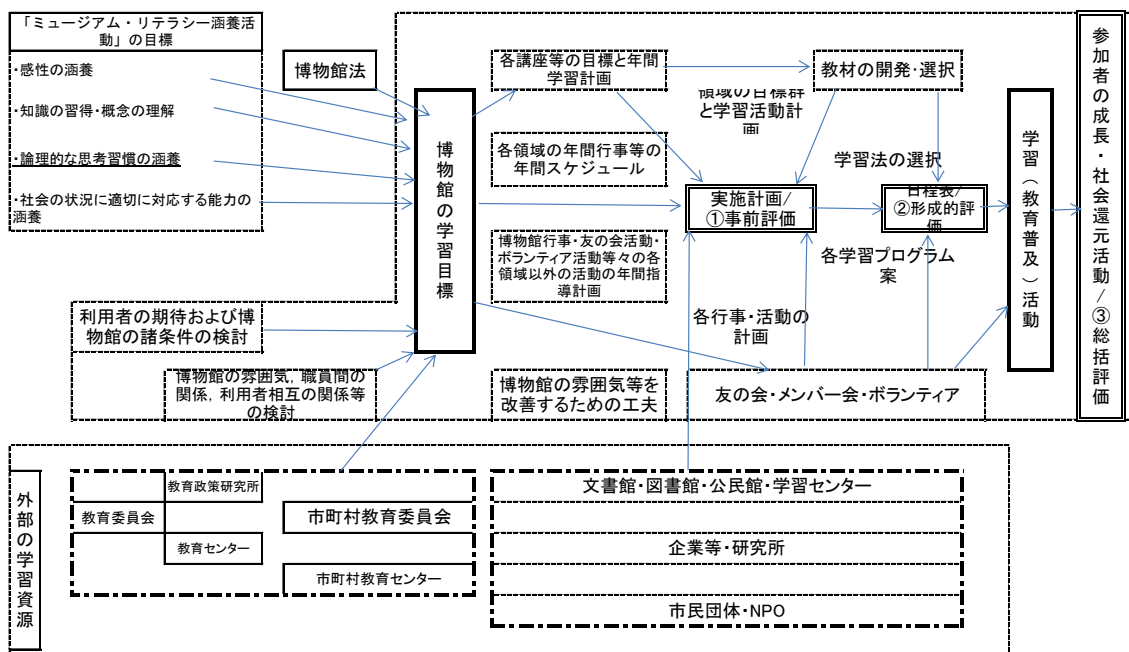 「ミュージアム・リテラシー涵養活
動」の目標
・感性の涵養
・知識の習得・概念の理解
・論理的な思考習慣の涵養
・社会の状況に適切に対応する能力の
涵養
博物館法
利用者の期待および博
物館の諸条件の検討
博物館の雰囲気，職員間の
関係，利用者相互の関係等
の検討
博物館の学習目標
各講座等の目標と年間
学習計画
各領域の年間行事等の
年間スケジュール
博物館行事・友の会活動・
ボランティア活動等々の各
領域以外の活動の年間指
導計画
博物館の雰囲気等を
改善するための工夫
領域の目標群
と学習活動計
画
教材の開発・選択
学習法の選択
実施計画/
①事前評価
日程表/
②形成的評
価
各学習プログラム
案
各行事・活動の
計画
友の会・メンバー会・ボランティア
学習（教育普及）活動
参加者の成長・社会還元活動/③総括評価
外部の学習資源
教育政策研究所
教育委員会
教育センター
市町村教育委員会
市町村教育センター
文書館・図書館・公民館・学習センター
企業等・研究所
市民団体・NPO